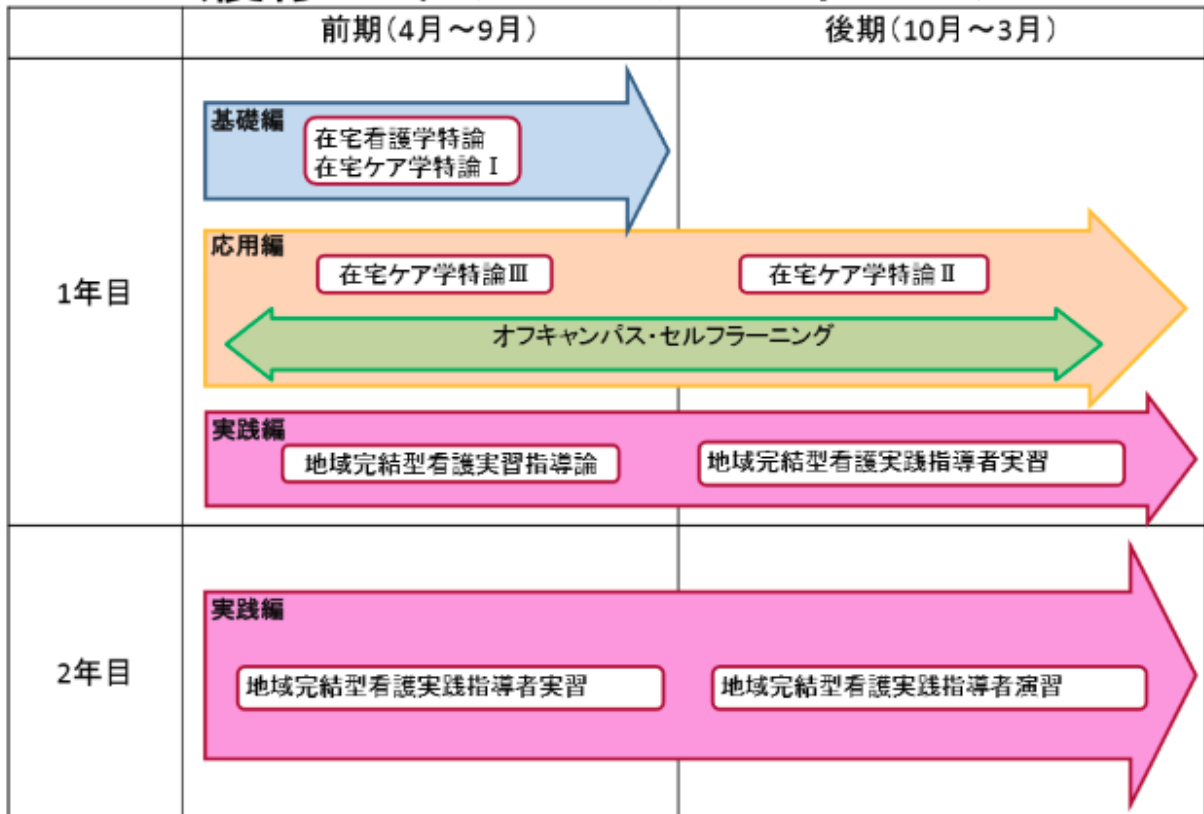 前期(4月～9月)
後期(10月～3月)
1年目
基礎編
在宅看護学特論
在宅ケア学特論Ⅰ
応用編
在宅ケア学特論Ⅲ
在宅ケア学特論Ⅱ
オフキャンパス・セルフラーニング
実践編
地域完結型看護実習指導論
地域完結型看護実践指導者実習
2年目
実践編
地域完結型看護実践指導者実習
地域完結型看護実践指導者演習